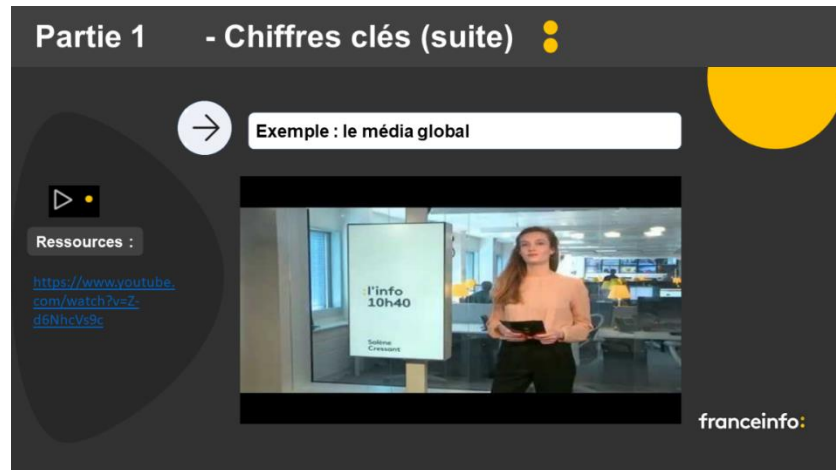 Partie 1 - Chiffres clés (suite)
Exemple : le média global
Ressources :
https://www.youtube.
com/watch?v=Z-
d6NhcVs9c
:l'info
10h40
Solène
Cressant
franceinfo: